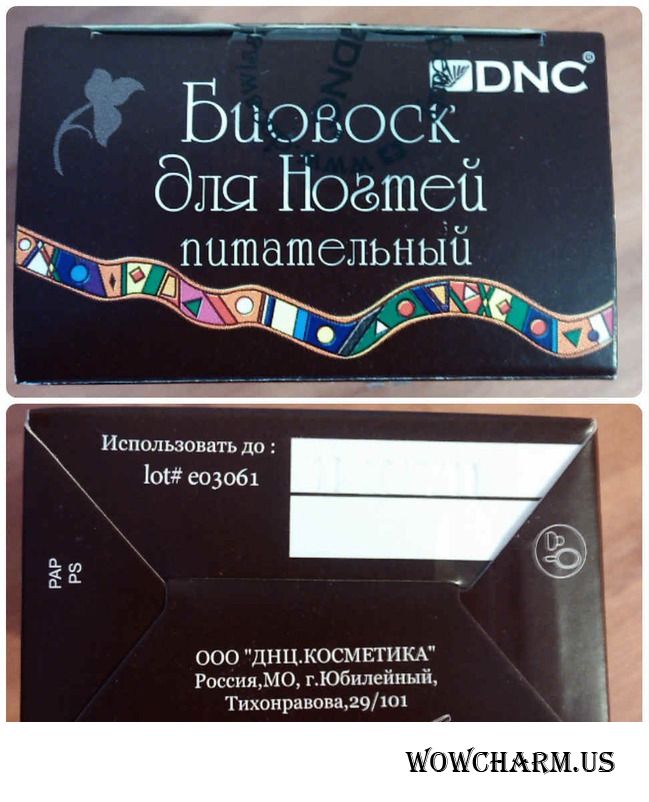 DNC®
Биовоск
для Ногтей
питательный
Использовать до :
lot# e03061
PAP
PS
ООО "ДНЦ.КОСМЕТИКА"
Россия,МО, г.Юбилейный,
Тихонравова,29/101
WOWCHARM.US